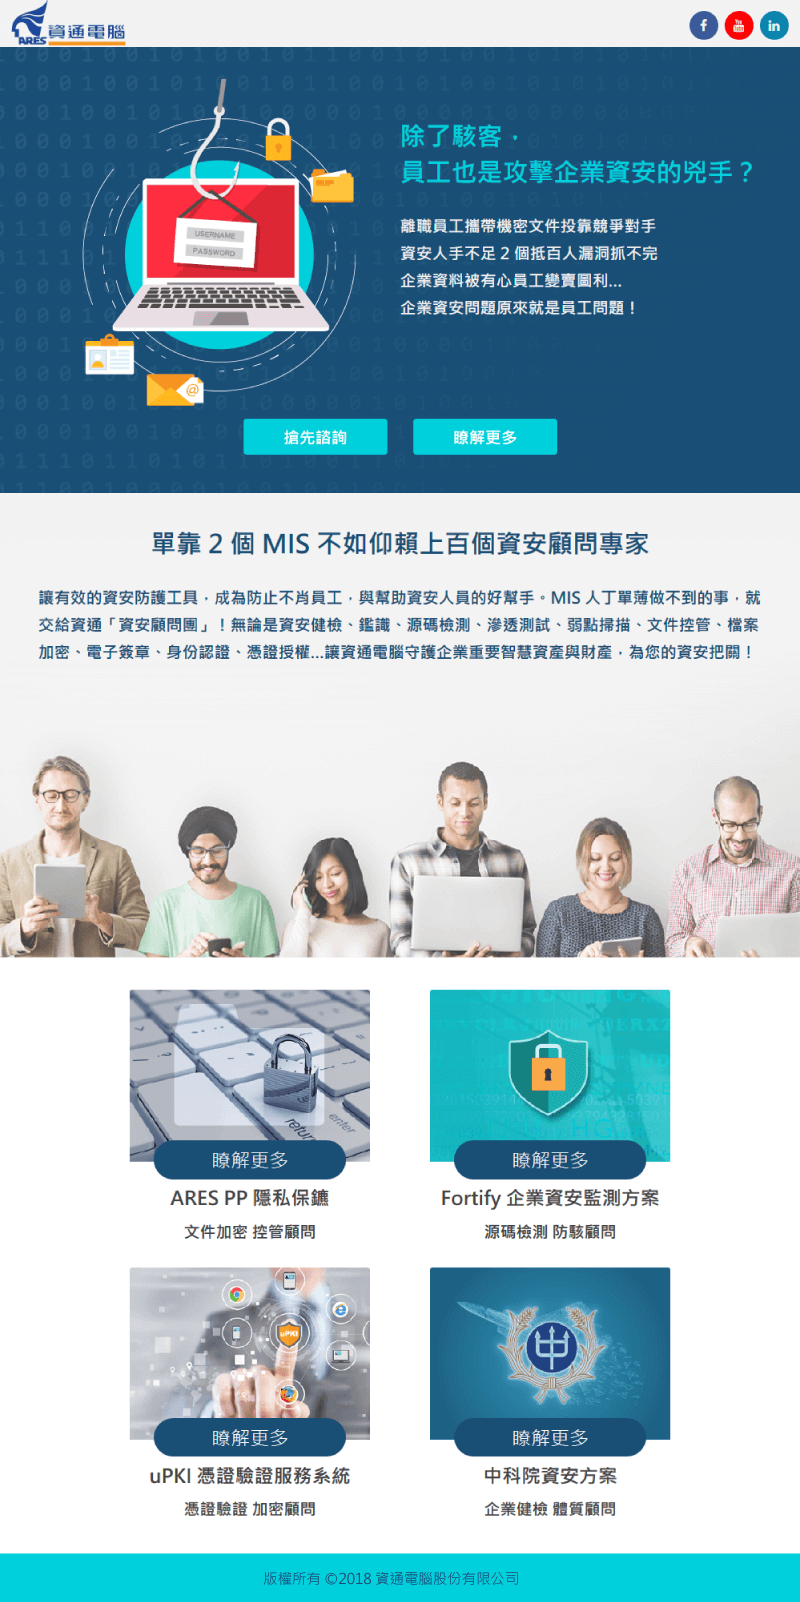 ARES 資通電腦
除了駭客，
員工也是攻擊企業資安的兇手？
USERNAME
PASSWORD
離職員工攜帶機密文件投靠競爭對手
資安人手不足 2 個抵百人漏洞抓不完
企業資料被有心員工變賣圖利...
企業資安問題原來就是員工問題！
搶先諮詢
瞭解更多
單靠 2 個 MIS 不如仰賴上百個資安顧問專家
讓有效的資安防護工具，成為防止不肖員工，與幫助資安人員的好幫手。MIS 人丁單薄做不到的事，就
交給資通「資安顧問團」！無論是資安健檢、鑑識、源碼檢測、滲透測試、弱點掃描、文件控管、檔案
加密、電子簽章、身份認證、憑證授權...讓資通電腦守護企業重要智慧資產與財產，為您的資安把關！
enter
return
瞭解更多
瞭解更多
ARES PP 隱私保鑣
Fortify 企業資安監測方案
文件加密 控管顧問
源碼檢測 防駭顧問
uPKI
瞭解更多
瞭解更多
uPKI 憑證驗證服務系統
中科院資安方案
憑證驗證 加密顧問
企業健檢 體質顧問
版權所有 ©2018 資通電腦股份有限公司